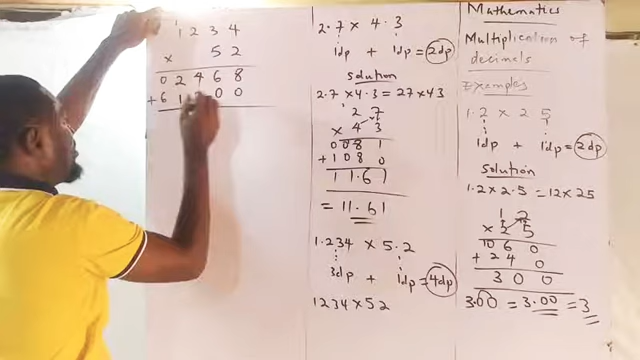 Mathematics
Multiplication of
decimals
Examples
1.2 × 2.5
1dp + 1dp = 2dp
solution
1.2×2.5 = 12×25
1 2
× 2 5
0 6 0
+ 2 4 0
3 0 0
3.00 = 3.00 = 3
2.7 × 4.3
1dp + 1dp = 2dp
solution
2.7×4.3 = 27×43
2 7
× 4 3
0 0 8 1
+ 1 0 8 0
1 1.6 1
= 11.61
1.234 × 5.2
3dp + 1dp = 4dp
1234×52
1 2 3 4
× 5 2
0 2 4 6 8
+ 6 1 0 0